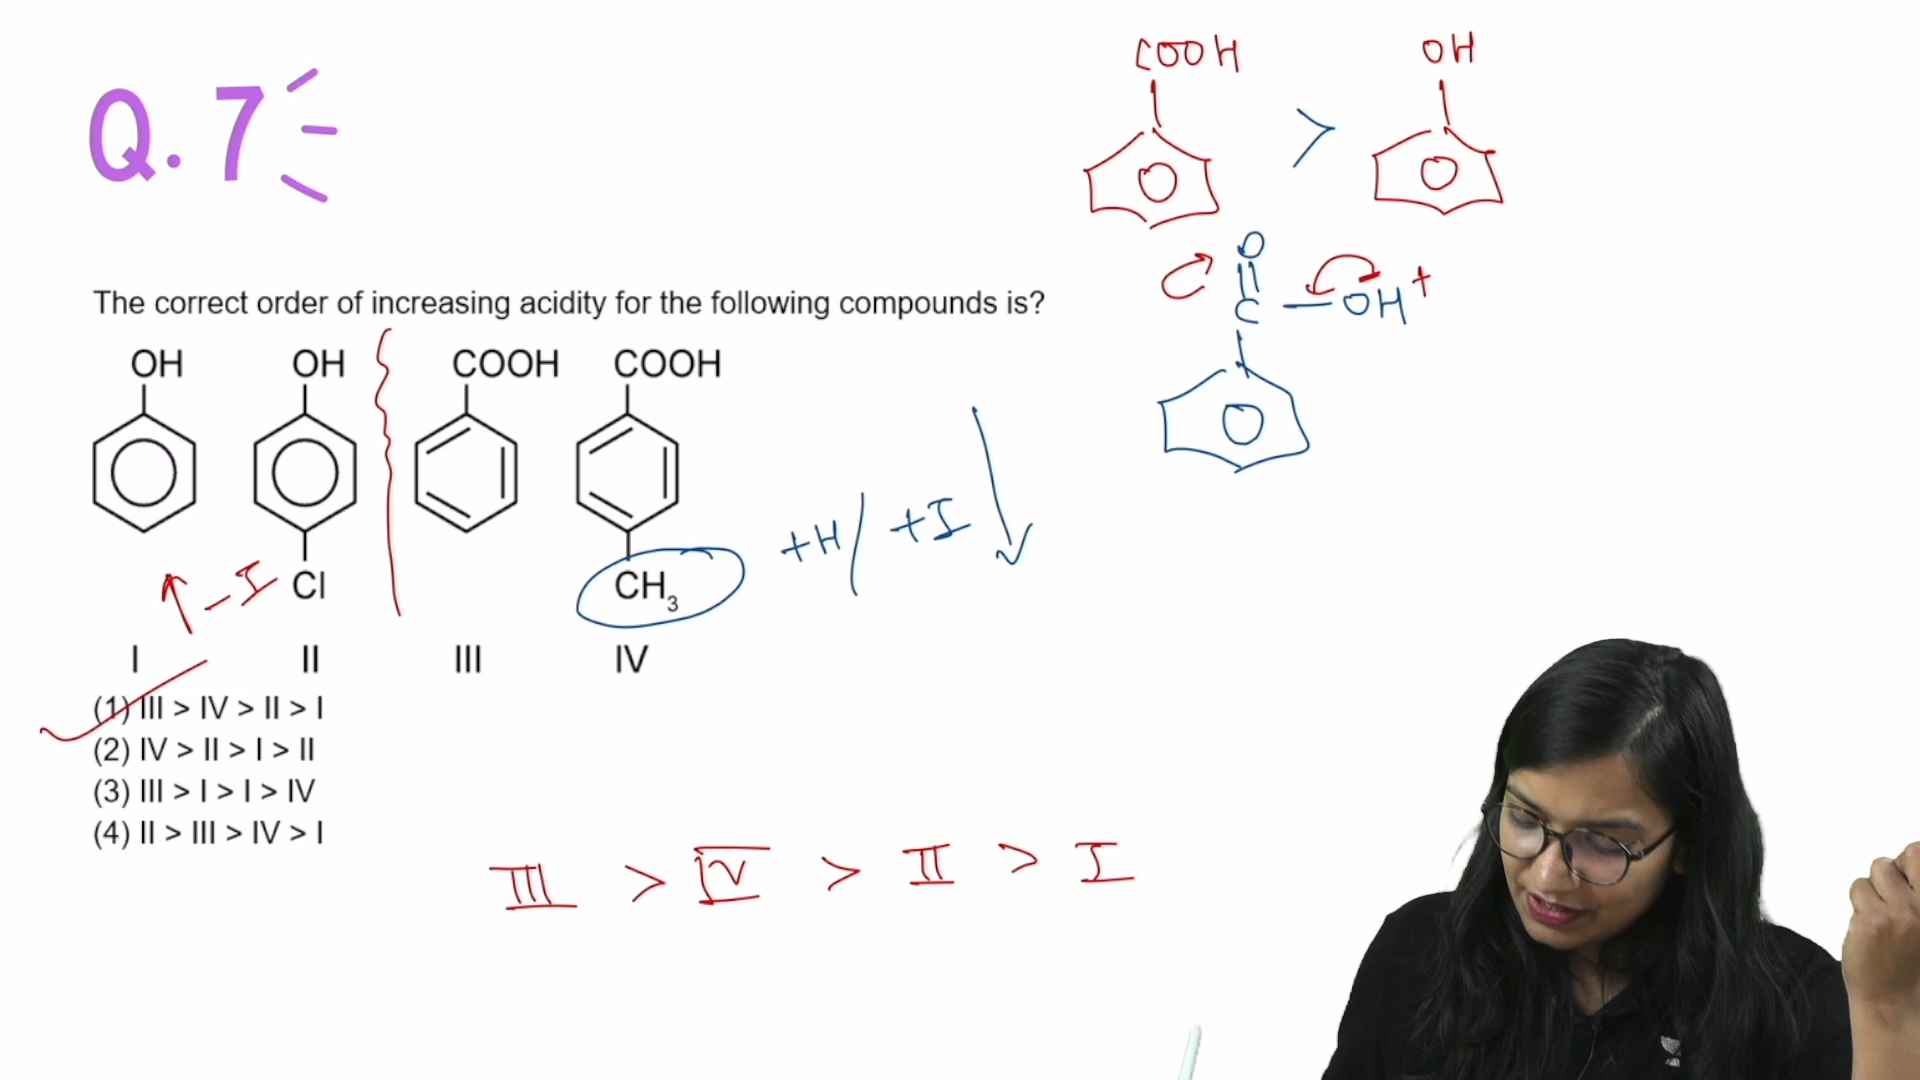 Q. 7
COOH > OH
O
C — OH +
The correct order of increasing acidity for the following compounds is?
OH OH COOH COOH
Cl CH3
-I
+H/ +I
I II III IV
(1) III > IV > II > I
(2) IV > II > I > II
(3) III > I > I > IV
(4) II > III > IV > I
III > IV > II > I